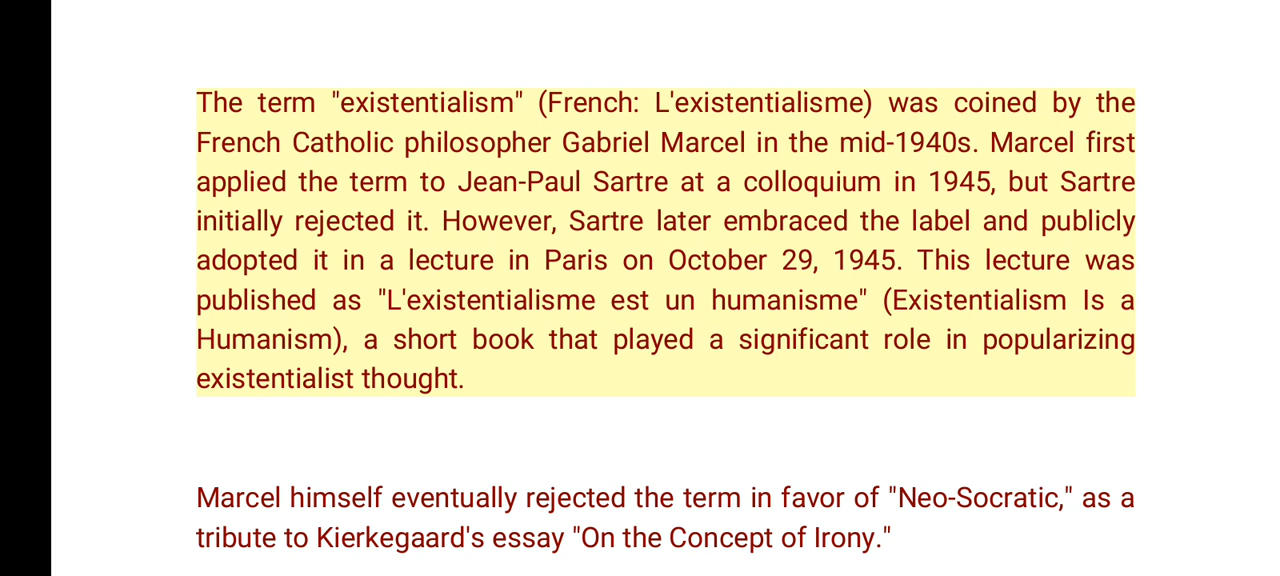 The term "existentialism" (French: L'existentialisme) was coined by the
French Catholic philosopher Gabriel Marcel in the mid-1940s. Marcel first
applied the term to Jean-Paul Sartre at a colloquium in 1945, but Sartre
initially rejected it. However, Sartre later embraced the label and publicly
adopted it in a lecture in Paris on October 29, 1945. This lecture was
published as "L'existentialisme est un humanisme" (Existentialism Is a
Humanism), a short book that played a significant role in popularizing
existentialist thought.
Marcel himself eventually rejected the term in favor of "Neo-Socratic," as a
tribute to Kierkegaard's essay "On the Concept of Irony."